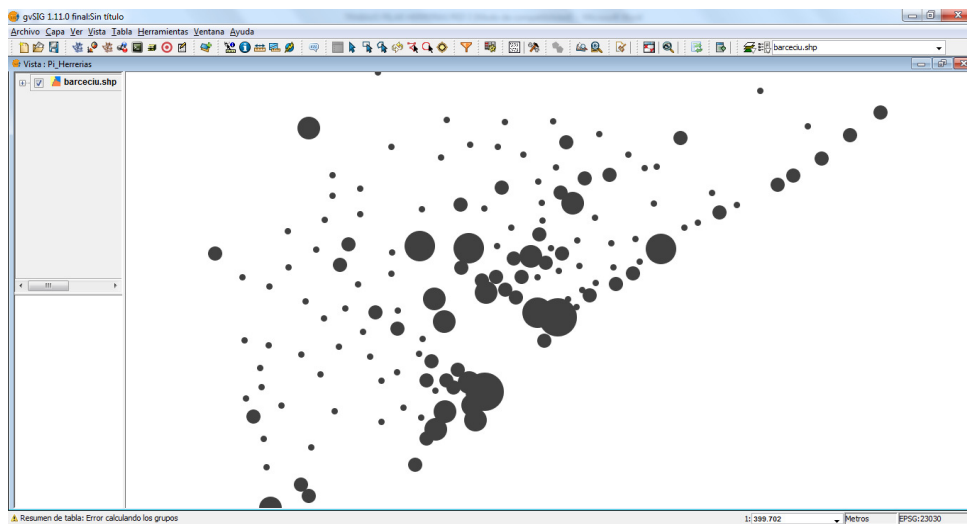 gvSIG 1.11.0 final:Sin título
Archivo Capa Ver Vista Tabla Herramientas Ventana Ayuda
barceciu.shp
Vista : Pi_Herrerias
barceciu.shp
Resumen de tabla: Error calculando los grupos
1: 399.702
Metros
EPSG:23030